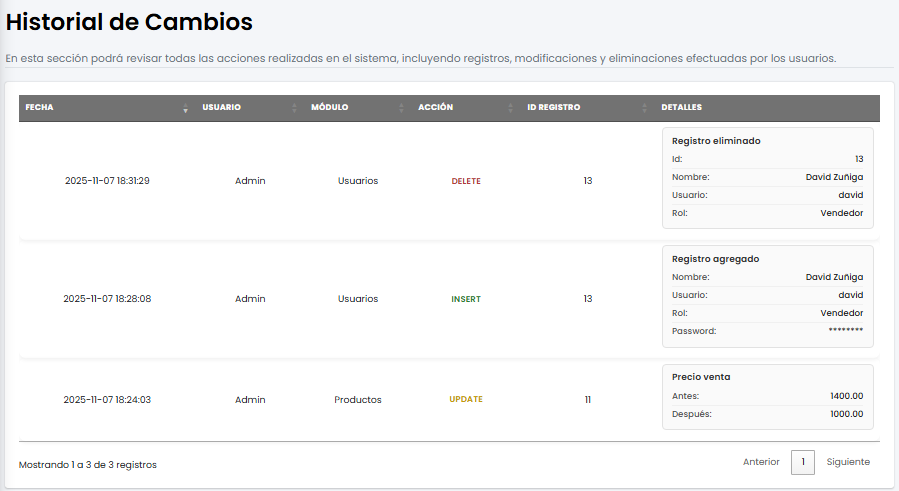 Historial de Cambios
En esta sección podrá revisar todas las acciones realizadas en el sistema, incluyendo registros, modificaciones y eliminaciones efectuadas por los usuarios.
FECHA USUARIO MÓDULO ACCIÓN ID REGISTRO DETALLES
2025-11-07 18:31:29 Admin Usuarios DELETE 13
Registro eliminado
Id: 13
Nombre: David Zuñiga
Usuario: david
Rol: Vendedor
2025-11-07 18:28:08 Admin Usuarios INSERT 13
Registro agregado
Nombre: David Zuñiga
Usuario: david
Rol: Vendedor
Password: ********
2025-11-07 18:24:03 Admin Productos UPDATE 11
Precio venta
Antes: 1400.00
Después: 1000.00
Mostrando 1 a 3 de 3 registros
Anterior 1 Siguiente